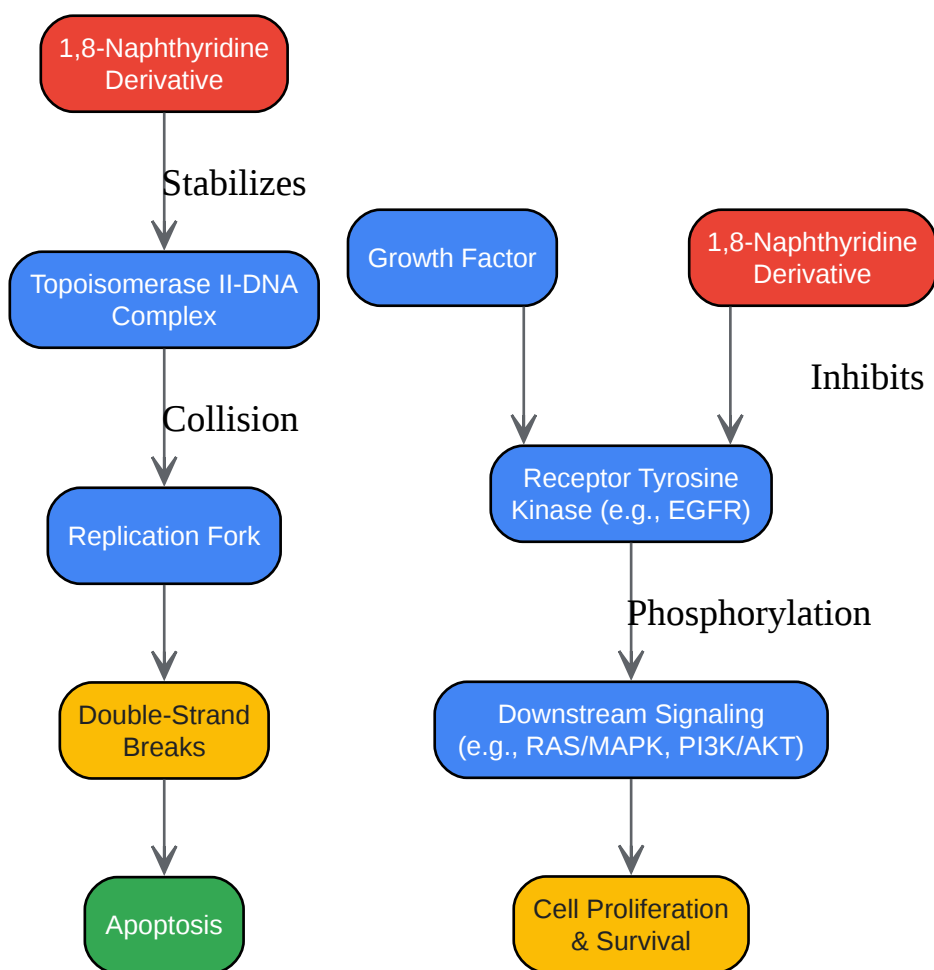 1,8-Naphthyridine
Derivative
Stabilizes
Topoisomerase II-DNA
Complex
Collision
Replication Fork
Double-Strand
Breaks
Apoptosis
Growth Factor
1,8-Naphthyridine
Derivative
Inhibits
Receptor Tyrosine
Kinase (e.g., EGFR)
Phosphorylation
Downstream Signaling
(e.g., RAS/MAPK, PI3K/AKT)
Cell Proliferation
& Survival